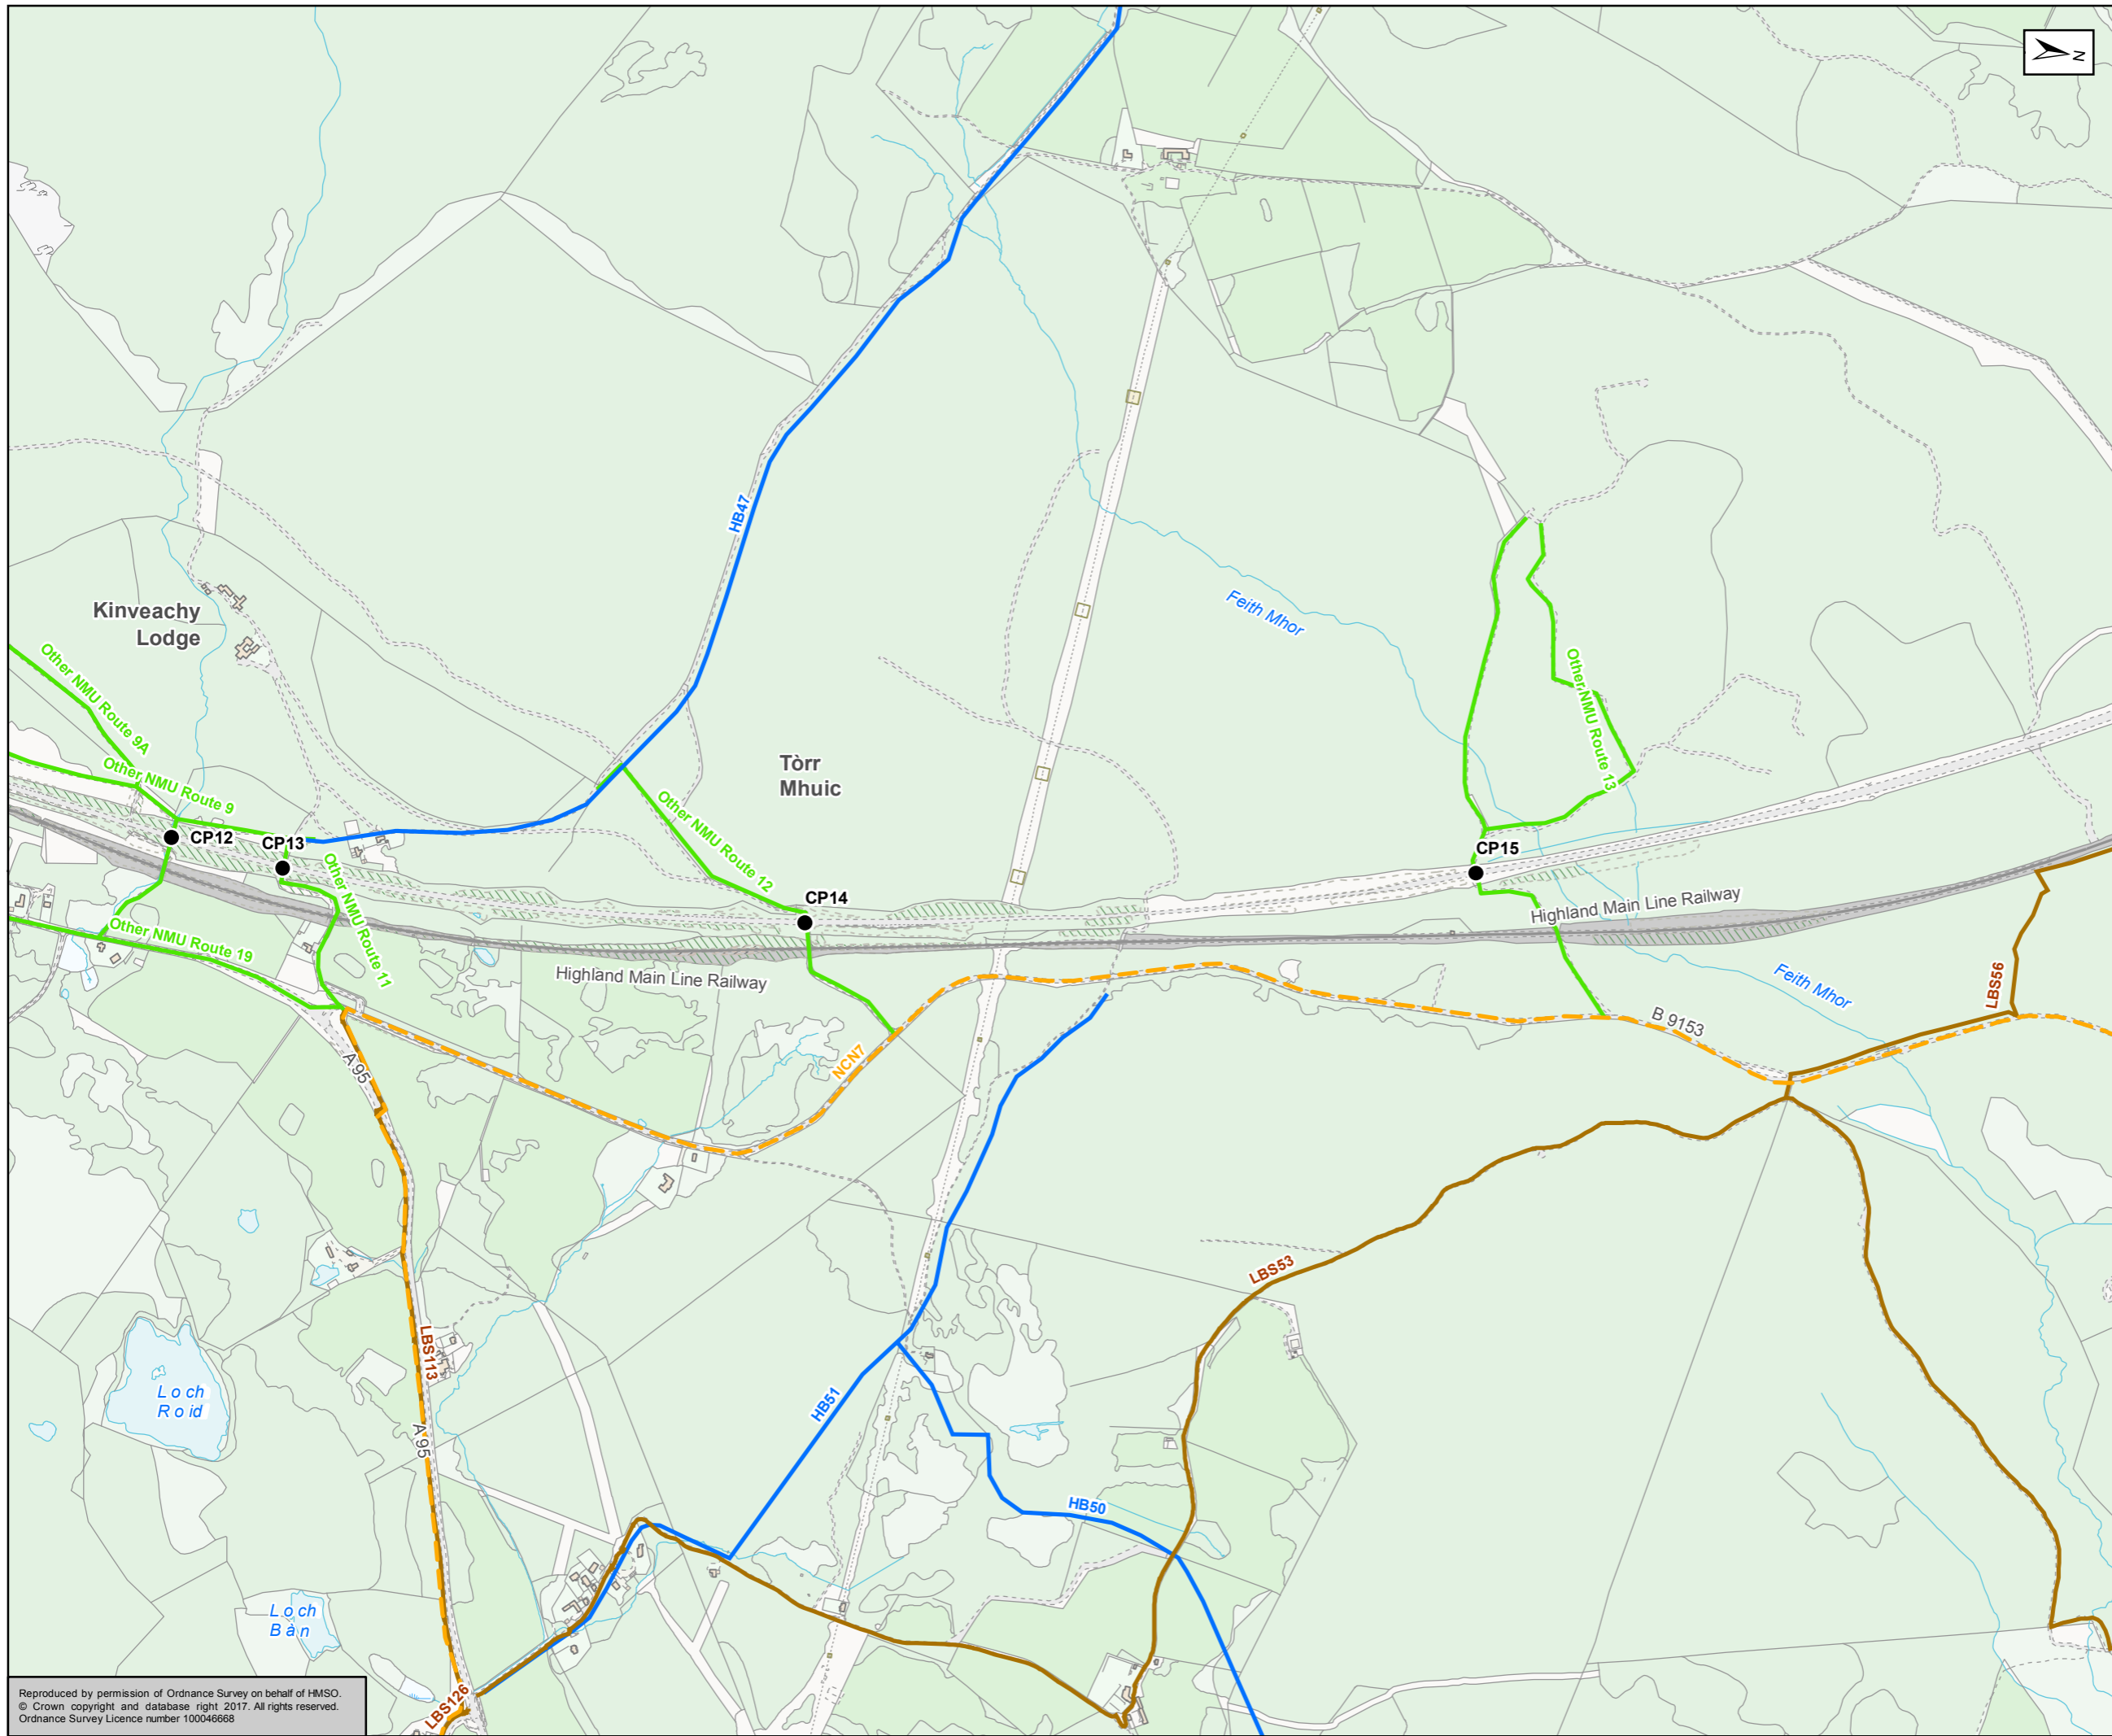 N
HB47
Feith Mhor
Kinveachy
Lodge
Other NMU Route 9A
Other NMU Route 9
Other NMU Route 13
Tòrr
Mhuic
Other NMU Route 12
CP12
CP13
CP14
CP15
Other NMU Route 11
Other NMU Route 19
Highland Main Line Railway
Highland Main Line Railway
Feith Mhor
LBS56
B 9153
A 95
NCN7
LBS53
LBS113
Loch
Roid
A 95
HB51
HB50
Loch
Bàn
LBS126
Reproduced by permission of Ordnance Survey on behalf of HMSO.
© Crown copyright and database right 2017. All rights reserved.
Ordnance Survey Licence number 100046668